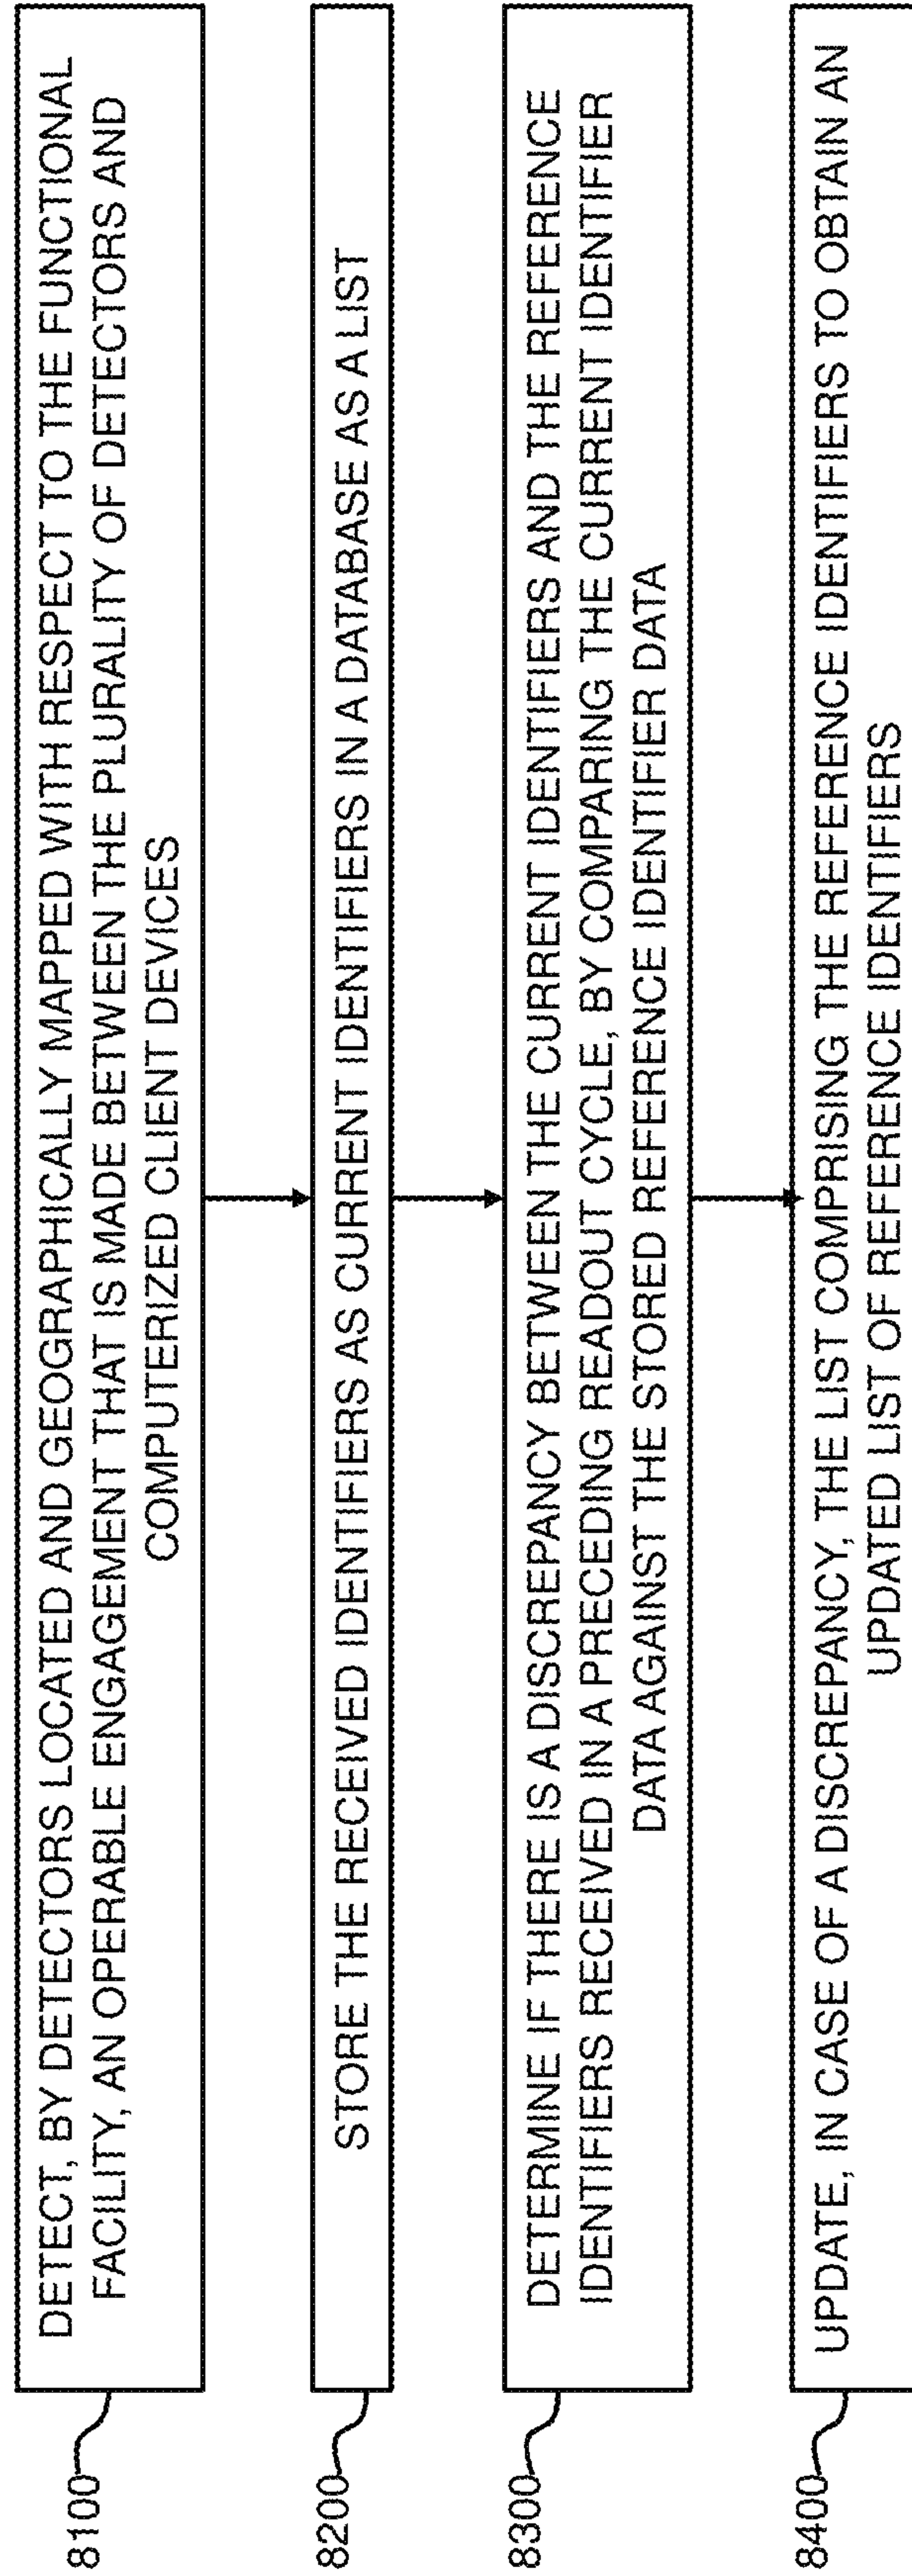 8100
DETECT, BY DETECTORS LOCATED AND GEOGRAPHICALLY MAPPED WITH RESPECT TO THE FUNCTIONAL
FACILITY, AN OPERABLE ENGAGEMENT THAT IS MADE BETWEEN THE PLURALITY OF DETECTORS AND
COMPUTERIZED CLIENT DEVICES
8200
STORE THE RECEIVED IDENTIFIERS AS CURRENT IDENTIFIERS IN A DATABASE AS A LIST
8300
DETERMINE IF THERE IS A DISCREPANCY BETWEEN THE CURRENT IDENTIFIERS AND THE REFERENCE
IDENTIFIERS RECEIVED IN A PRECEDING READOUT CYCLE, BY COMPARING THE CURRENT IDENTIFIER
DATA AGAINST THE STORED REFERENCE IDENTIFIER DATA
8400
UPDATE, IN CASE OF A DISCREPANCY, THE LIST COMPRISING THE REFERENCE IDENTIFIERS TO OBTAIN AN
UPDATED LIST OF REFERENCE IDENTIFIERS